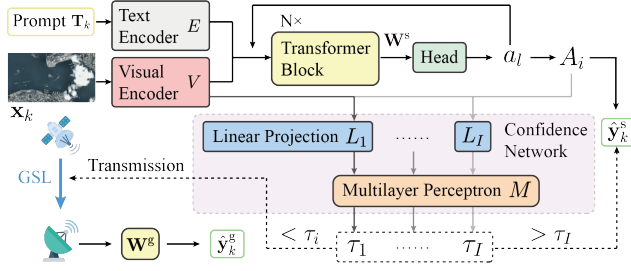 Prompt T_k
Text
Encoder E
N×
Transformer
Block
W^s
Head
a_l
A_i
Visual
Encoder V
x_k
Linear Projection L_1
......
L_I
Confidence
Network
ŷ_k^s
GSL
Transmission
Multilayer Perceptron M
< τ_i
τ_1
......
τ_I
> τ_I
W^g
ŷ_k^g